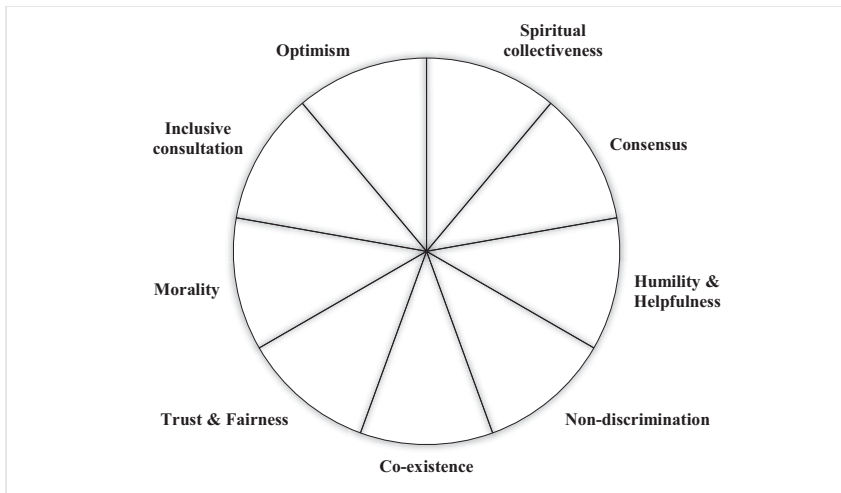 Spiritual
collectiveness
Optimism
Inclusive
consultation
Consensus
Morality
Humility &
Helpfulness
Trust & Fairness
Non-discrimination
Co-existence